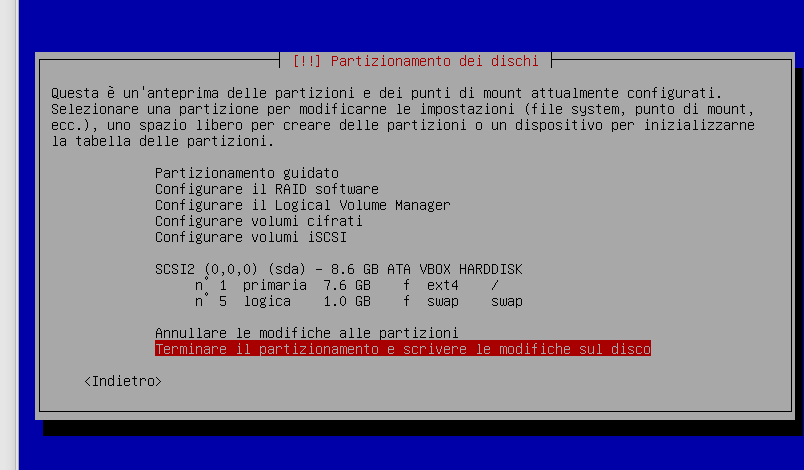 [!!] Partizionamento dei dischi
Questa è un'anteprima delle partizioni e dei punti di mount attualmente configurati.
Selezionare una partizione per modificarne le impostazioni (file system, punto di mount,
ecc.), uno spazio libero per creare delle partizioni o un dispositivo per inizializzarne
la tabella delle partizioni.
Partizionamento guidato
Configurare il RAID software
Configurare il Logical Volume Manager
Configurare volumi cifrati
Configurare volumi iSCSI
SCSI2 (0,0,0) (sda) - 8.6 GB ATA VBOX HARDDISK
n° 1 primaria 7.6 GB f ext4 /
n° 5 logica 1.0 GB f swap swap
Annullare le modifiche alle partizioni
Terminare il partizionamento e scrivere le modifiche sul disco
<Indietro>